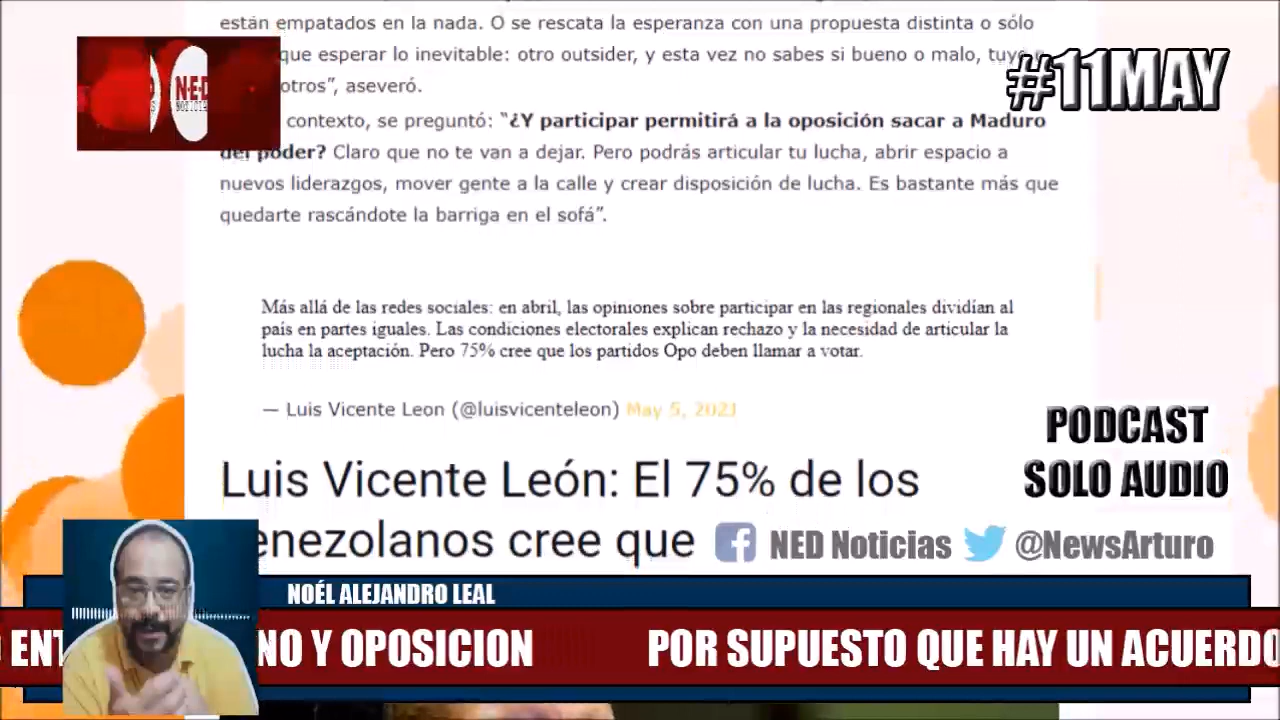 están empatados en la nada. O se rescata la esperanza con una propuesta distinta o sólo
que esperar lo inevitable: otro outsider, y esta vez no sabes si bueno o malo,
otros”, aseveró.
contexto, se preguntó: “¿Y participar permitirá a la oposición sacar a Maduro
del poder? Claro que no te van a dejar. Pero podrás articular tu lucha, abrir espacio a
nuevos liderazgos, mover gente a la calle y crear disposición de lucha. Es bastante más que
quedarte rascándote la barriga en el sofá”.
N·E·D
#11MAY
Más allá de las redes sociales: en abril, las opiniones sobre participar en las regionales dividían al
país en partes iguales. Las condiciones electorales explican rechazo y la necesidad de articular la
lucha la aceptación. Pero 75% cree que los partidos Opo deben llamar a votar.
— Luis Vicente Leon (@luisvicenteleon) May 5, 2021
PODCAST
SOLO AUDIO
Luis Vicente León: El 75% de los
enezolanos cree que
NED Noticias @NewsArturo
NOÉL ALEJANDRO LEAL
ENT NO Y OPOSICION POR SUPUESTO QUE HAY UN ACUERDO